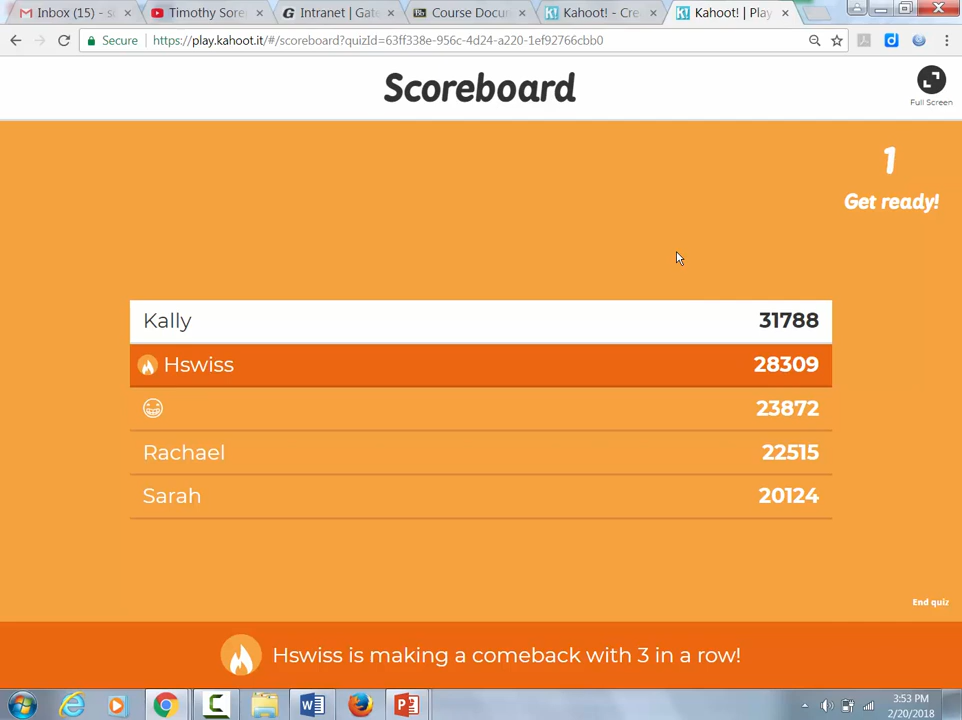 Inbox (15) - si
Timothy Sore
Intranet | Gate
Course Docu
Kahoot! - Cre
Kahoot! | Play
Secure
https://play.kahoot.it/#/scoreboard?quizId=63ff338e-956c-4d24-a220-1ef92766cbb0
Scoreboard
Full Screen
1
Get ready!
Kally 31788
Hswiss 28309
23872
Rachael 22515
Sarah 20124
End quiz
Hswiss is making a comeback with 3 in a row!
3:53 PM
2/20/2018